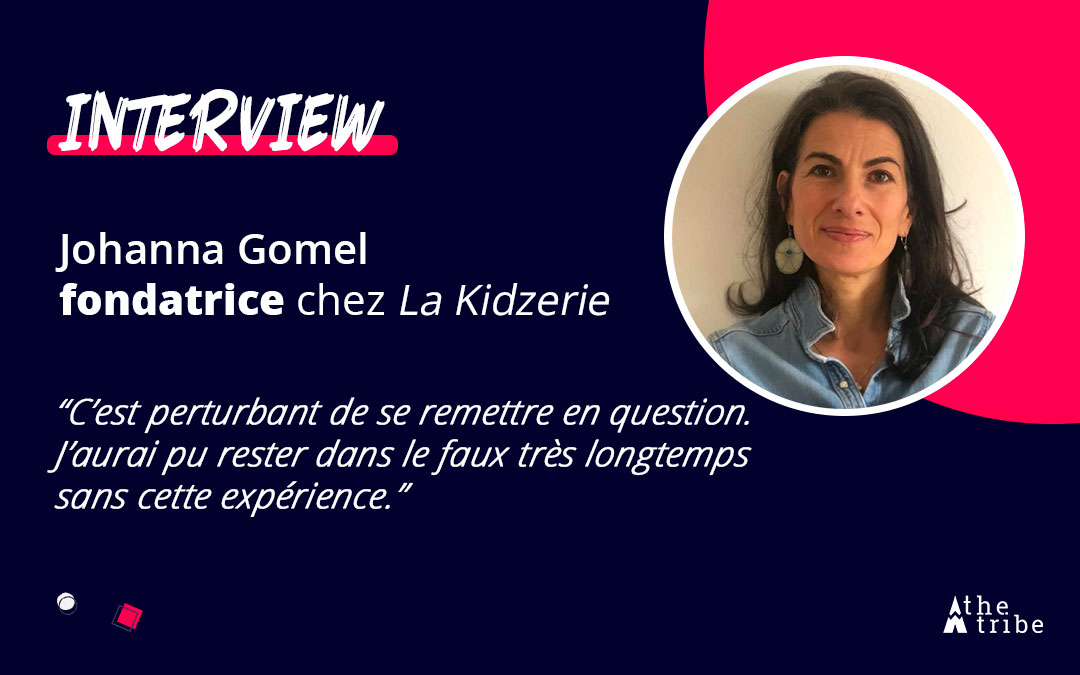 INTERVIEW
Johanna Gomel
fondatrice chez La Kidzerie
“C’est perturbant de se remettre en question.
J’aurai pu rester dans le faux très longtemps
sans cette expérience.”
the
tribe